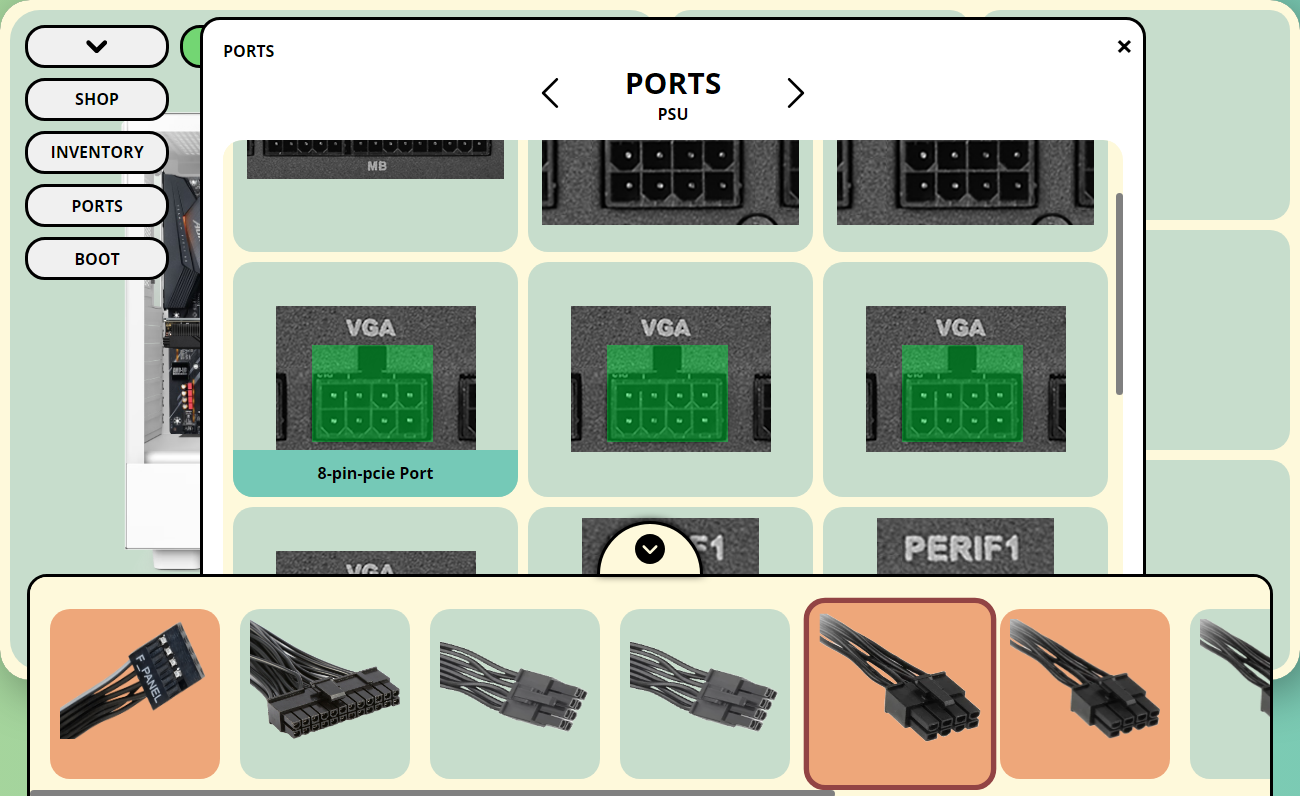 SHOP
INVENTORY
PORTS
BOOT
PORTS
PORTS
PSU
MB
VGA
VGA
VGA
8-pin-pcie Port
VGA
F1
PERIF1
F_PANEL